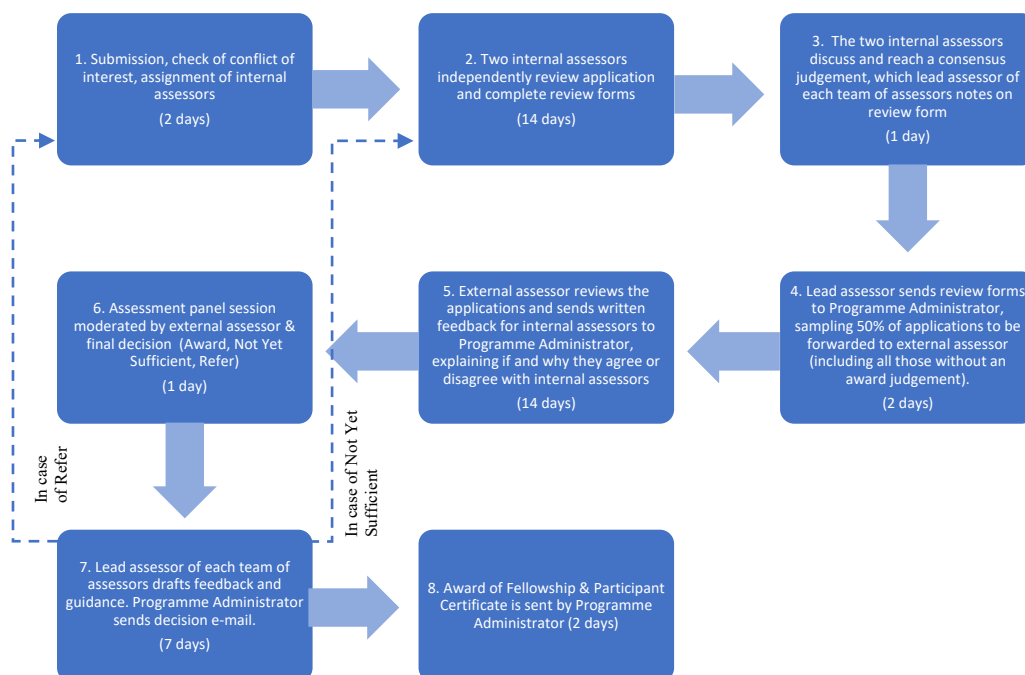 1. Submission, check of conflict of
interest, assignment of internal
assessors
(2 days)
2. Two internal assessors
independently review application
and complete review forms
(14 days)
3.  The two internal assessors
discuss and reach a consensus
judgement, which lead assessor of
each team of assessors notes on
review form
(1 day)
4. Lead assessor sends review forms
to Programme Administrator,
sampling 50% of applications to be
forwarded to external assessor
(including all those without an
award judgement).
(2 days)
5. External assessor reviews the
applications and sends written
feedback for internal assessors to
Programme Administrator,
explaining if and why they agree or
disagree with internal assessors
(14 days)
6. Assessment panel session
moderated by external assessor &
final decision  (Award, Not Yet
Sufficient, Refer)
(1 day)
In case
of Refer
In case of Not Yet
Sufficient
7. Lead assessor of each team of
assessors drafts feedback and
guidance. Programme Administrator
sends decision e-mail.
(7 days)
8. Award of Fellowship & Participant
Certificate is sent by Programme
Administrator (2 days)